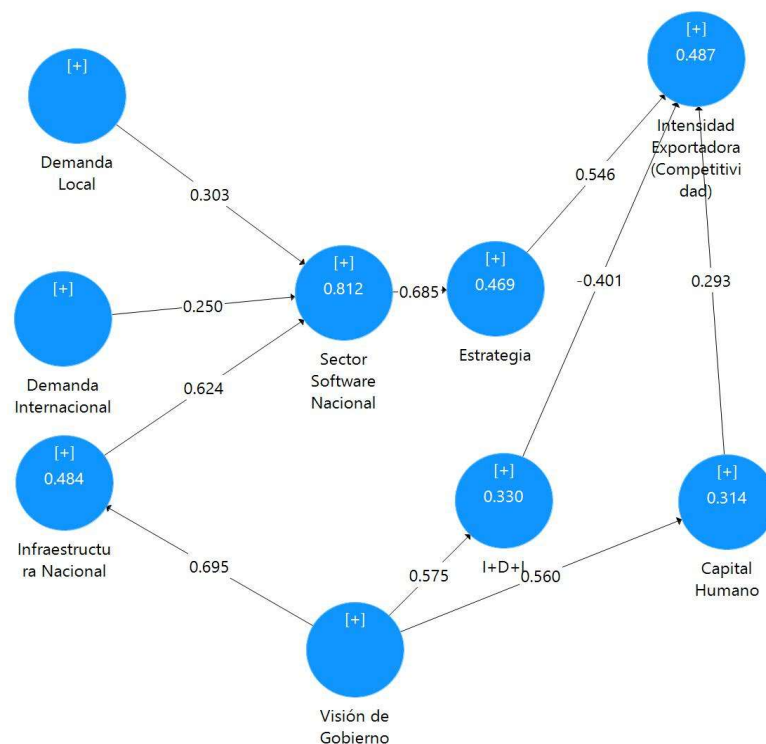 [+]
Demanda
Local
[+]
0.487
Intensidad
Exportadora
(Competitivi
dad)
0.303
0.546
[+]
Demanda
Internacional
0.250
[+]
0.812
Sector
Software
Nacional
0.685
[+]
0.469
Estrategia
-0.401
0.293
0.624
[+]
0.484
Infraestructu
ra Nacional
[+]
0.330
I+D+I
[+]
0.314
Capital
Humano
0.695
0.575
0.560
[+]
Visión de
Gobierno